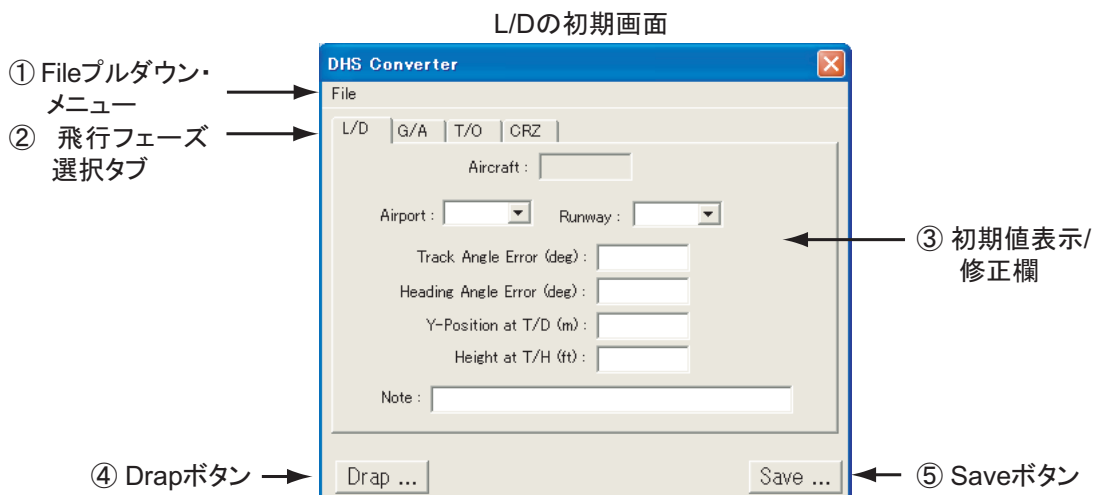 L/Dの初期画面
① Fileプルダウン・
メニュー
② 飛行フェーズ
選択タブ
DHS Converter
File
L/D G/A T/O CRZ
Aircraft :
Airport : Runway :
Track Angle Error (deg) :
Heading Angle Error (deg) :
Y-Position at T/D (m) :
Height at T/H (ft) :
Note :
③ 初期値表示/
修正欄
④ Drapボタン
Drap ...
Save ...
⑤ Saveボタン